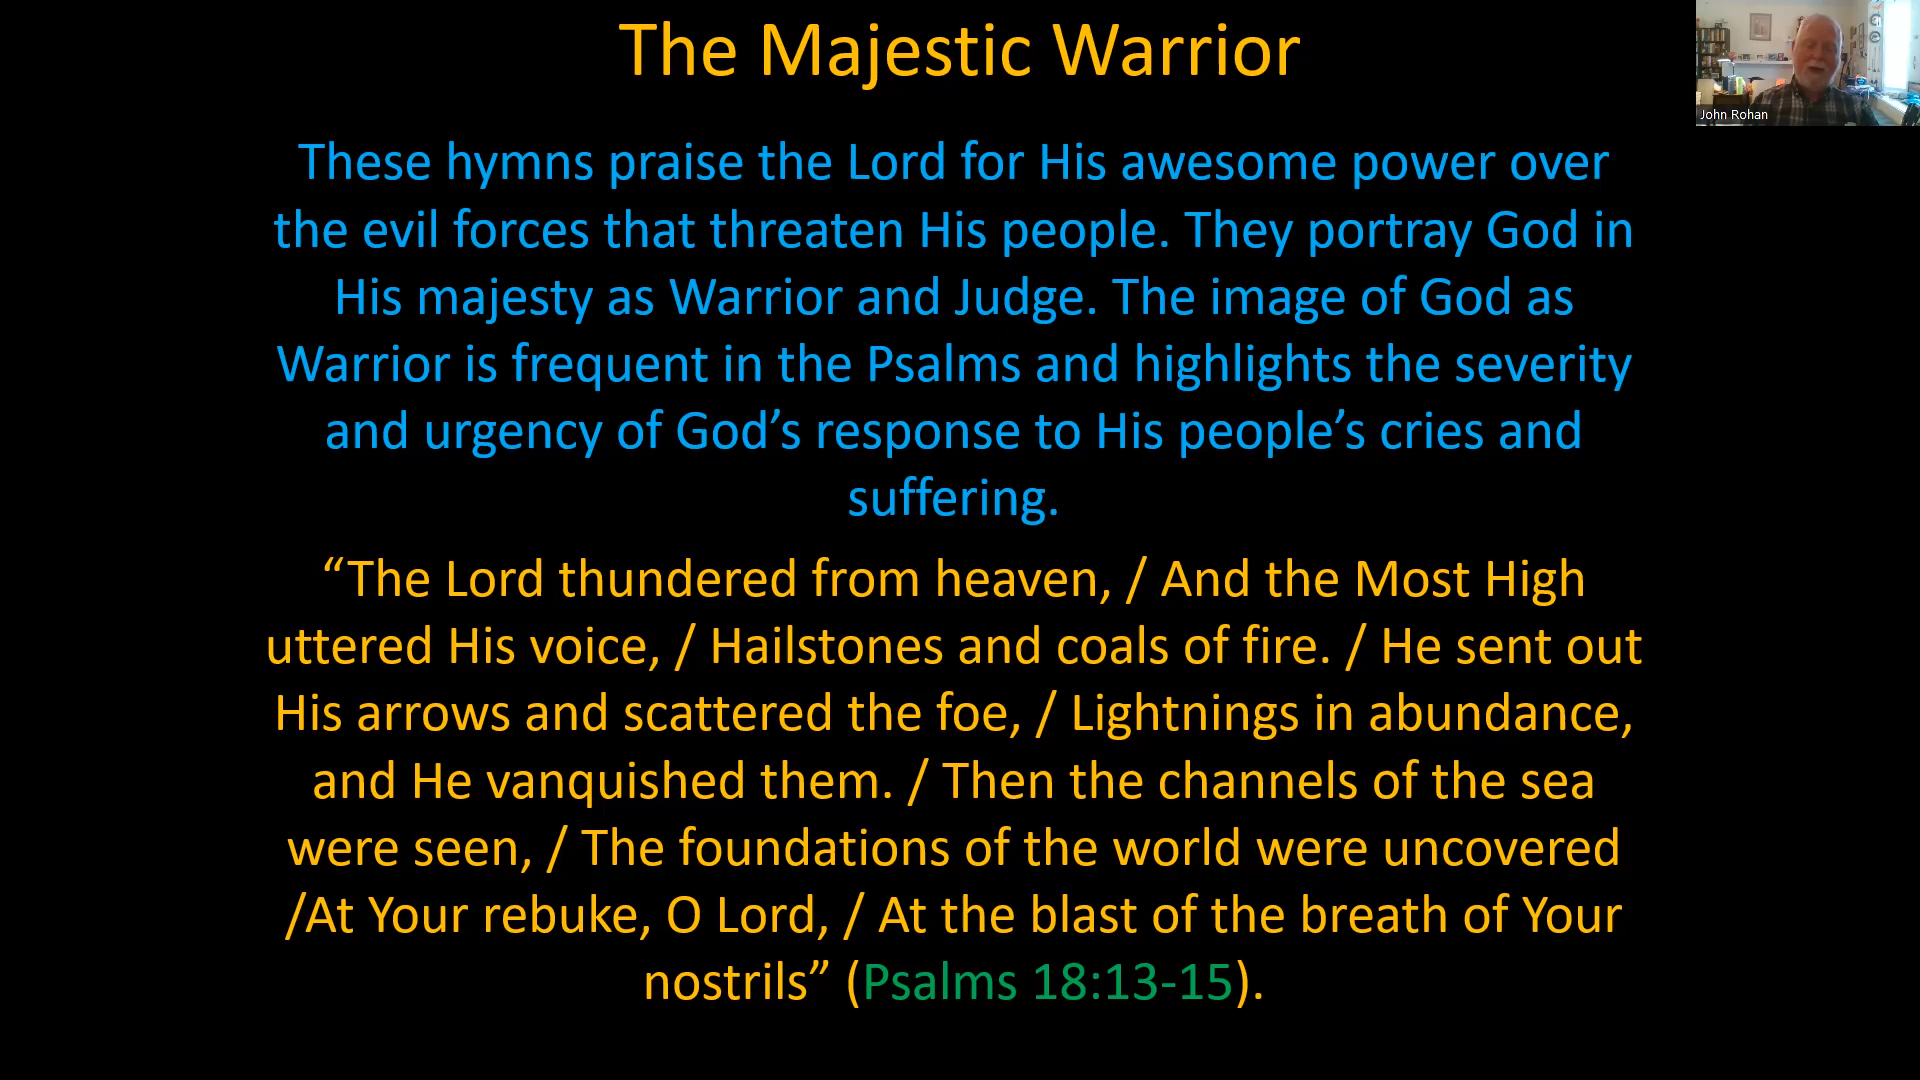 The Majestic Warrior
John Rohan
These hymns praise the Lord for His awesome power over
the evil forces that threaten His people. They portray God in
His majesty as Warrior and Judge. The image of God as
Warrior is frequent in the Psalms and highlights the severity
and urgency of God’s response to His people’s cries and
suffering.
“The Lord thundered from heaven, / And the Most High
uttered His voice, / Hailstones and coals of fire. / He sent out
His arrows and scattered the foe, / Lightnings in abundance,
and He vanquished them. / Then the channels of the sea
were seen, / The foundations of the world were uncovered
/At Your rebuke, O Lord, / At the blast of the breath of Your
nostrils” (Psalms 18:13-15).